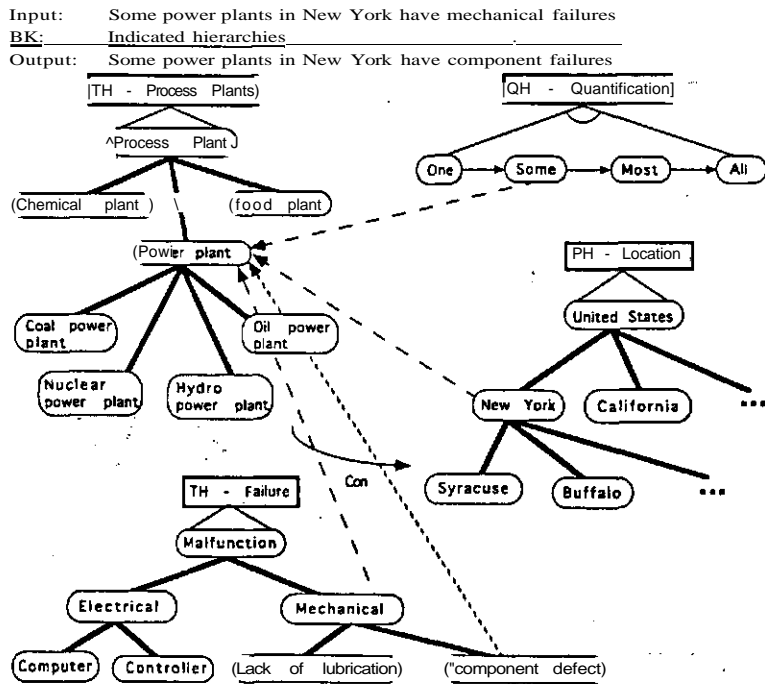 Input: Some power plants in New York have mechanical failures
BK: Indicated hierarchies .
Output: Some power plants in New York have component failures
|TH - Process Plants)
|QH - Quantification]
^Process Plant
One
Some
Most
All
(Chemical plant)
(food plant
(Power plant
PH - Location
United States
Coal power
plant
Oil power
plant
Nuclear
power plant
Hydro
power plant
New York
California
...
Con
Syracuse
Buffalo
...
TH - Failure
Malfunction
Electrical
Mechanical
Computer
Controller
(Lack of lubrication)
("component defect)